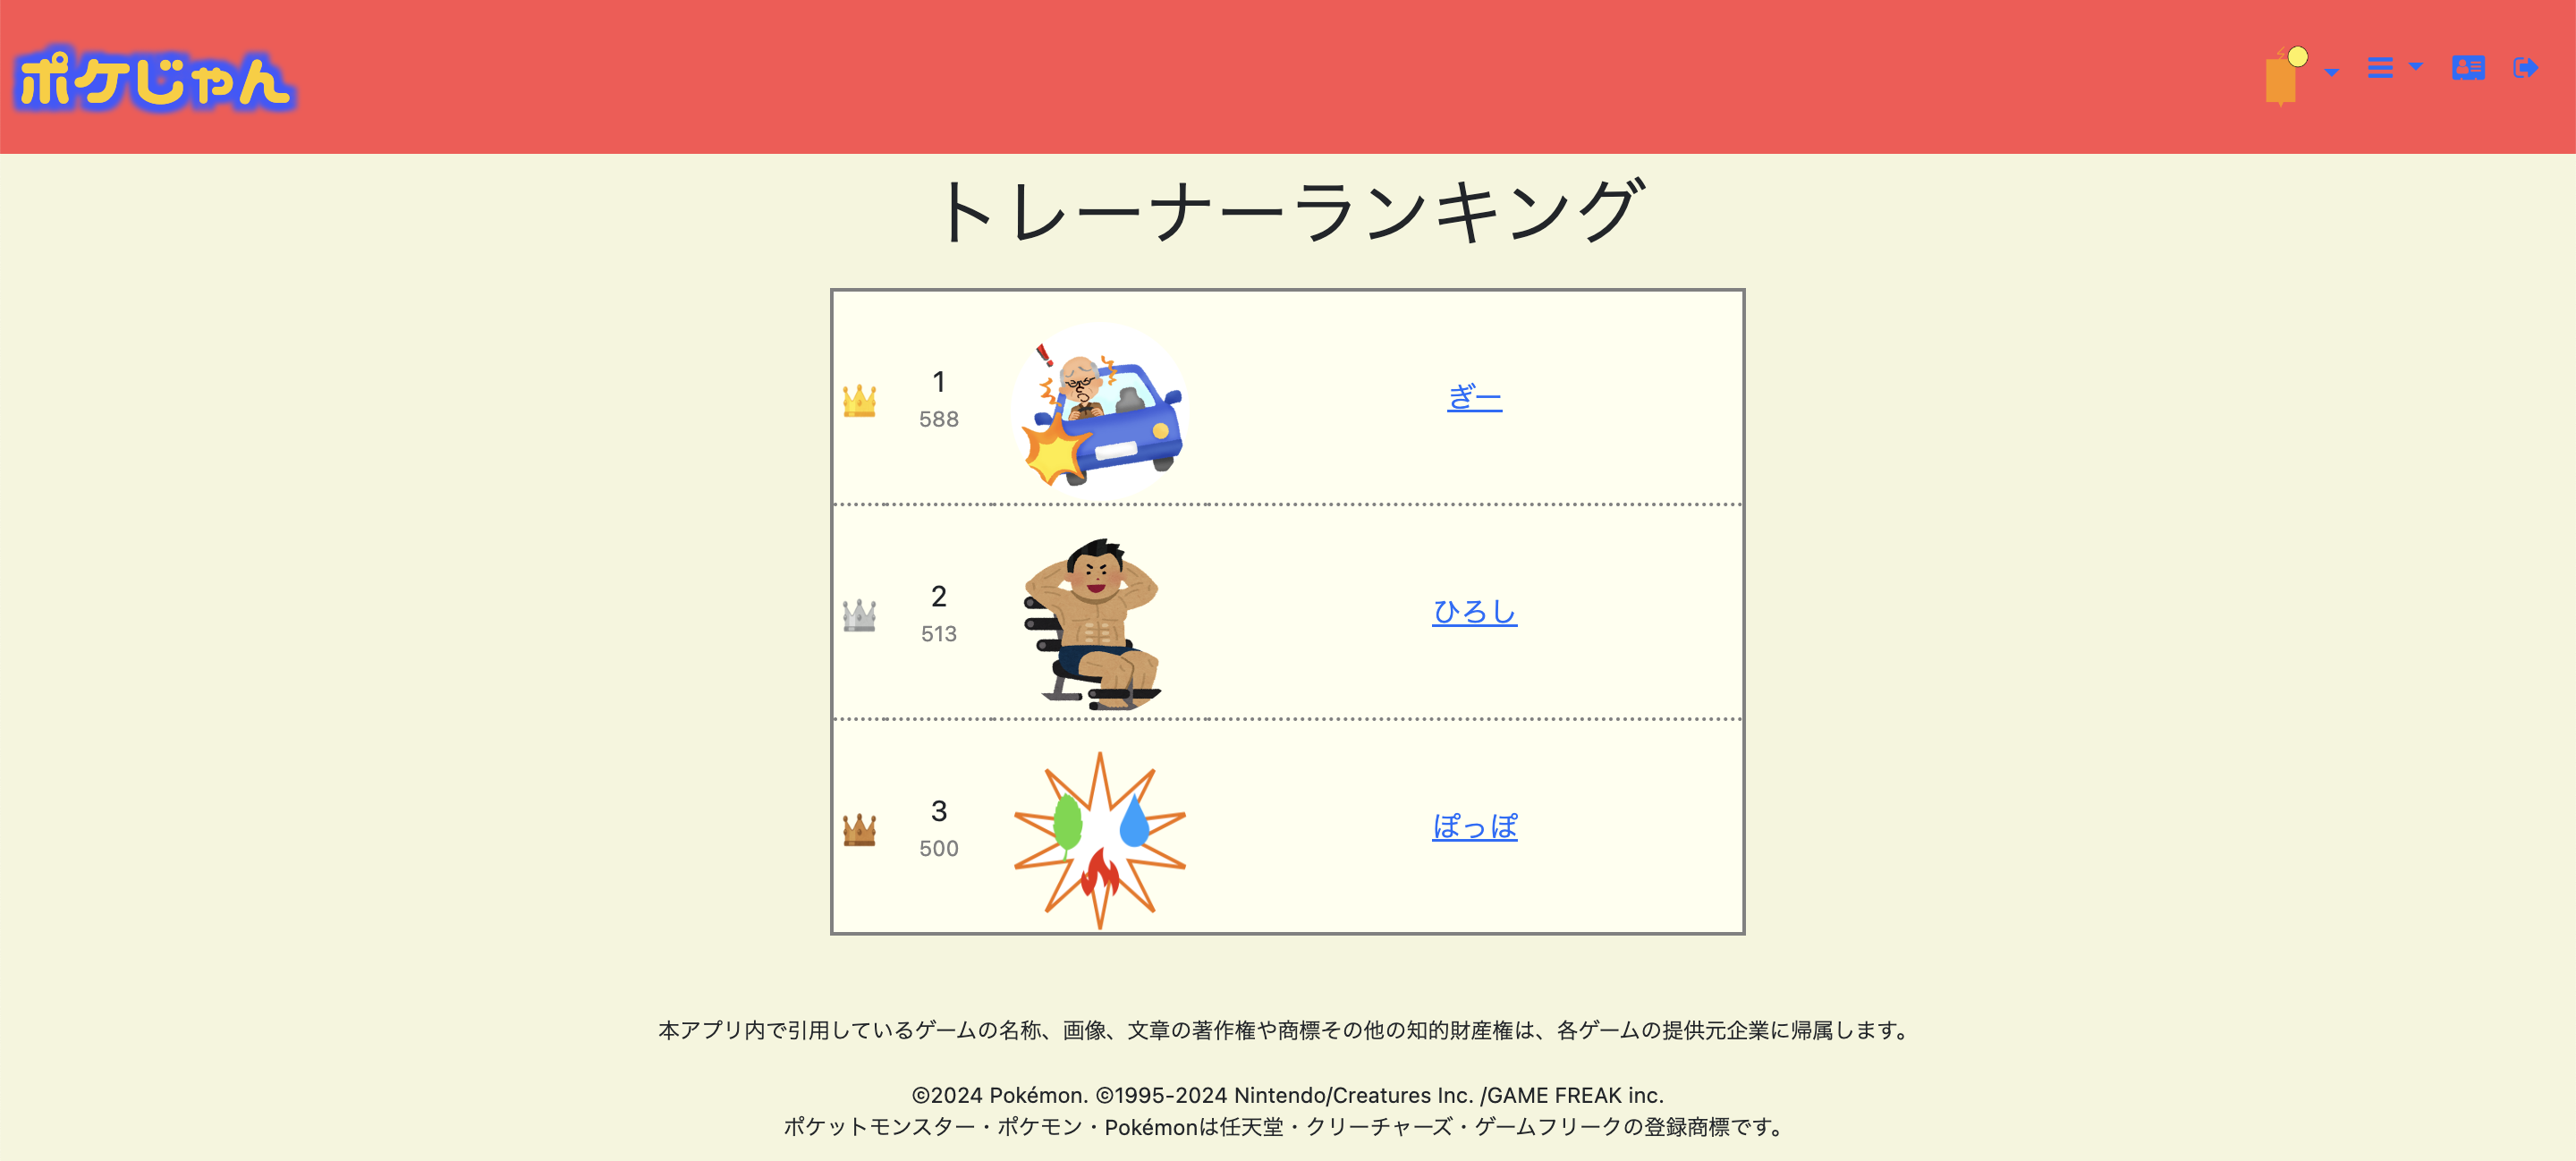 ポケじゃん
トレーナーランキング
1
588
ぎー
2
513
ひろし
3
500
ぽっぽ
本アプリ内で引用しているゲームの名称、画像、文章の著作権や商標その他の知的財産権は、各ゲームの提供元企業に帰属します。
©2024 Pokémon. ©1995-2024 Nintendo/Creatures Inc. /GAME FREAK inc.
ポケットモンスター・ポケモン・Pokémonは任天堂・クリーチャーズ・ゲームフリークの登録商標です。